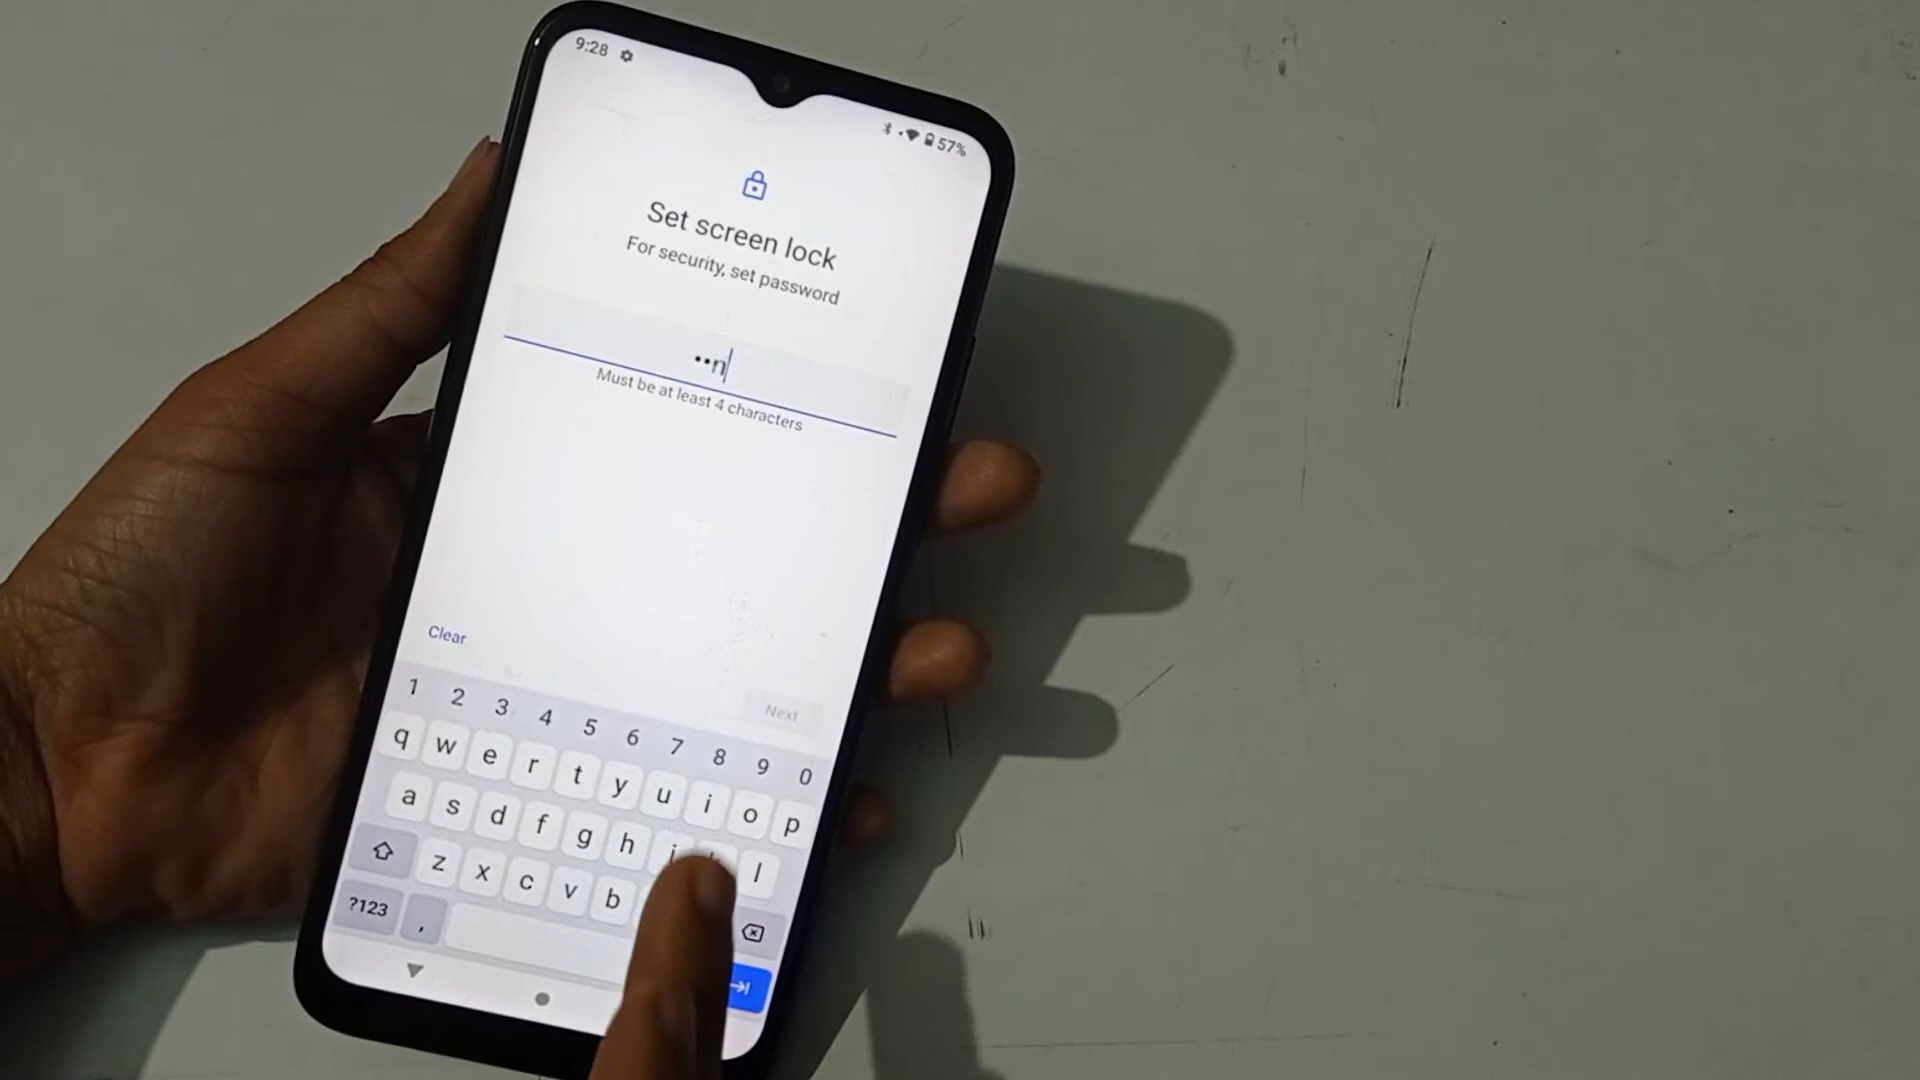 9:28
57%
Set screen lock
For security, set password
••n
Must be at least 4 characters
Clear
Next
1 2 3 4 5 6 7 8 9 0
q w e r t y u i o p
a s d f g h j l
z x c v b
?123 ,